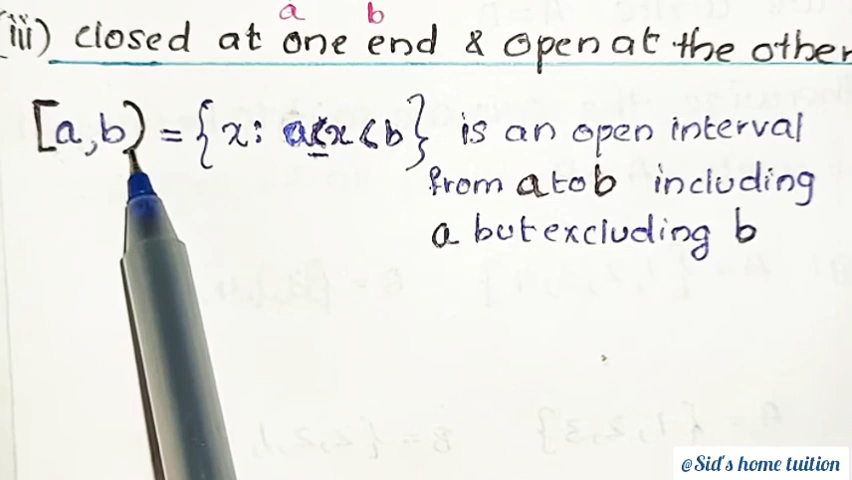 a b
(iii) closed at one end & open at the other
[a,b) = {x: a≤x<b} is an open interval
from a to b including
a but excluding b
@Sid's home tuition